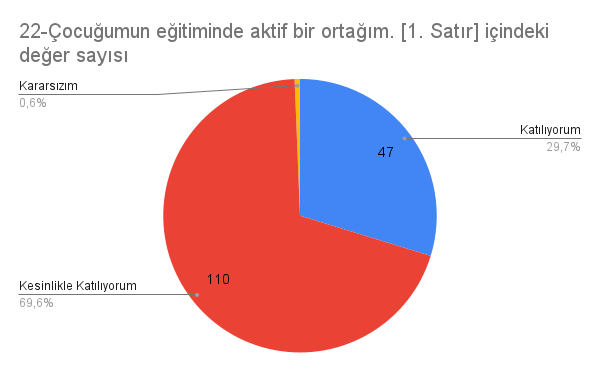 22-Çocuğumun eğitiminde aktif bir ortağım. [1. Satır] içindeki
değer sayısı
Kararsızım
0,6%
Katılıyorum
29,7%
47
110
Kesinlikle Katılıyorum
69,6%